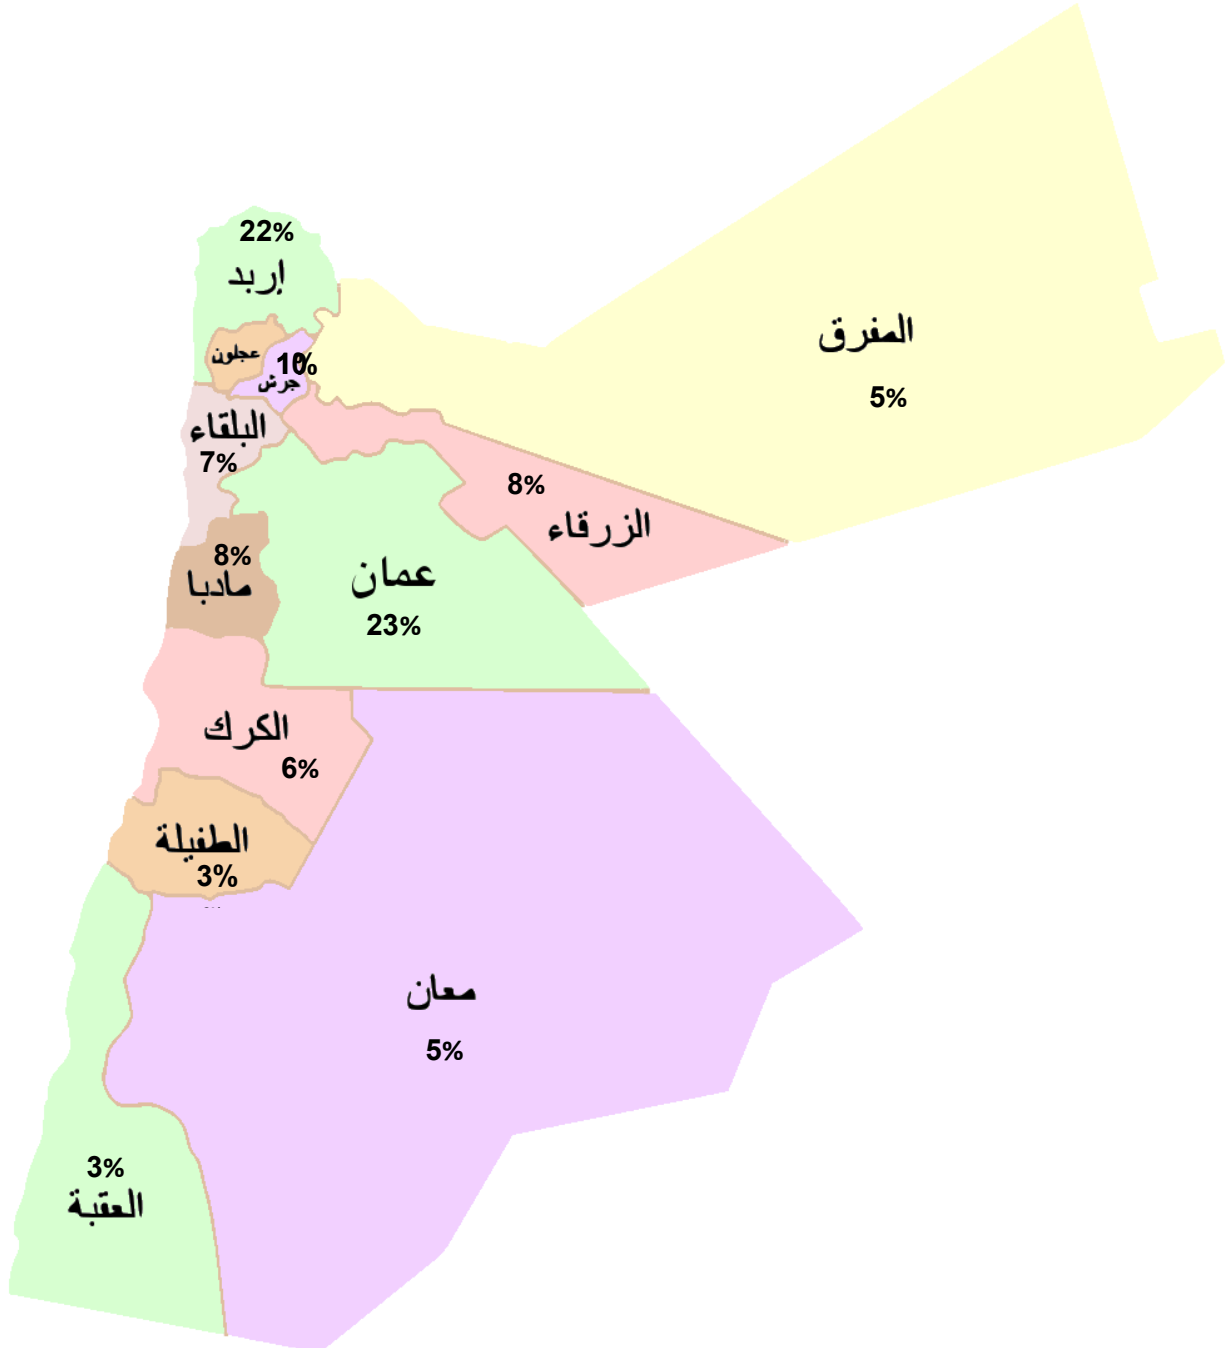 22%
إربد
المفرق
5%
عجلون
جرش
البلقاء
7%
8%
الزرقاء
8%
مادبا
عمان
23%
الكرك
6%
الطفيلة
3%
معان
5%
3%
العقبة